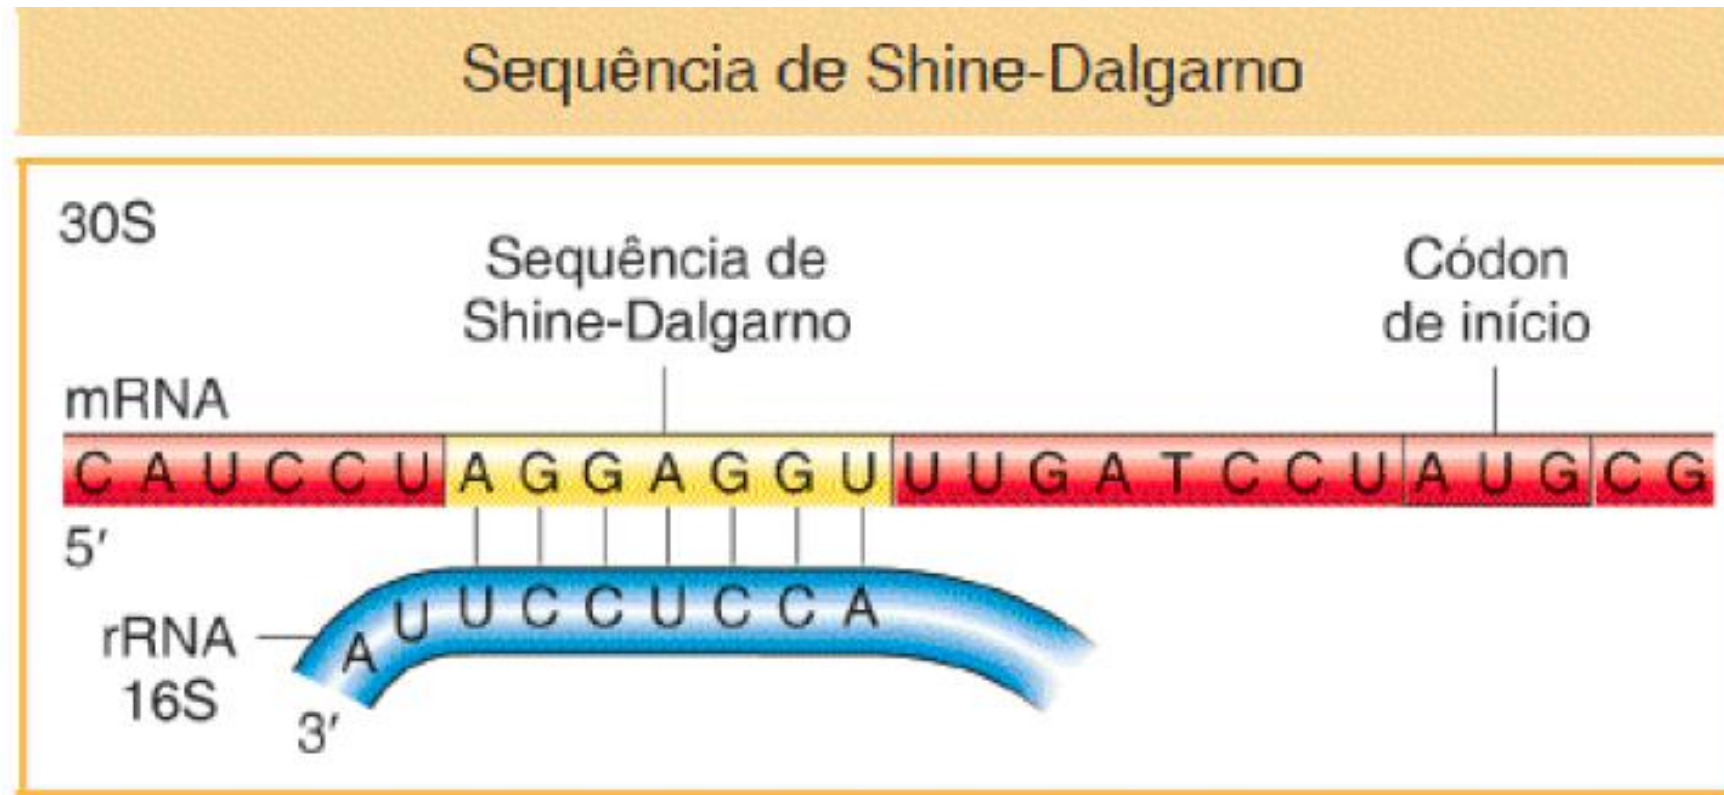 Sequência de Shine-Dalgarno
30S
Sequência de
Shine-Dalgarno
Códon
de início
mRNA
C A U C C U A G G A G G U U U G A T C C U A U G C G
5′
A U U C C U C C A
rRNA
16S
3′